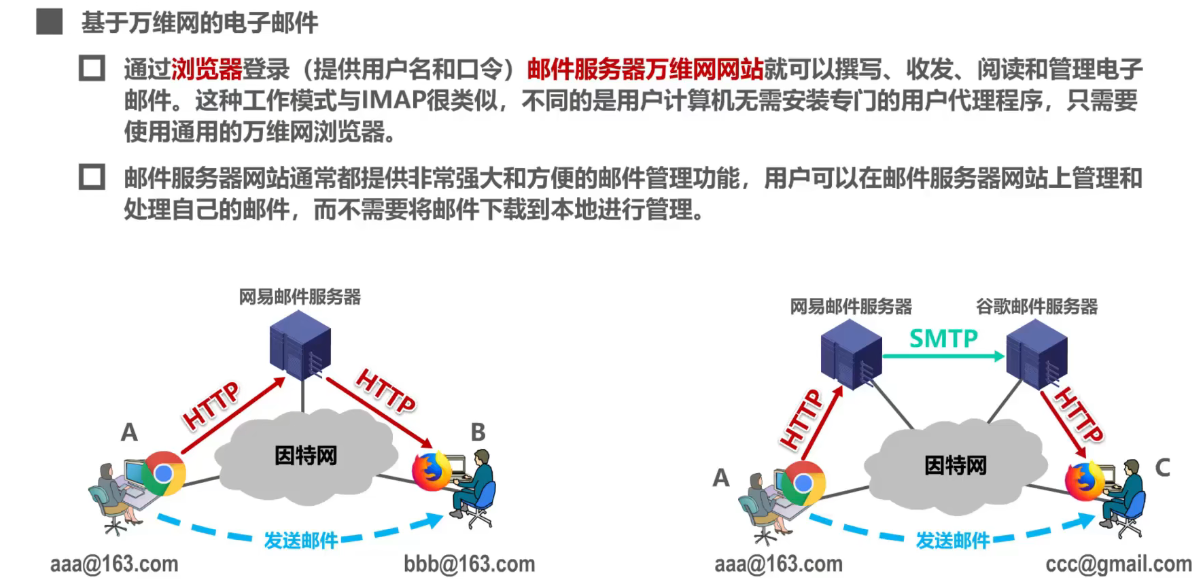 基于万维网的电子邮件
通过浏览器登录（提供用户名和口令）邮件服务器万维网网站就可以撰写、收发、阅读和管理电子
邮件。这种工作模式与IMAP很类似，不同的是用户计算机无需安装专门的用户代理程序，只需要
使用通用的万维网浏览器。
邮件服务器网站通常都提供非常强大和方便的邮件管理功能，用户可以在邮件服务器网站上管理和
处理自己的邮件，而不需要将邮件下载到本地进行管理。
网易邮件服务器
HTTP
HTTP
A
B
因特网
发送邮件
aaa@163.com
bbb@163.com
网易邮件服务器
谷歌邮件服务器
SMTP
HTTP
HTTP
A
C
因特网
发送邮件
aaa@163.com
ccc@gmail.com